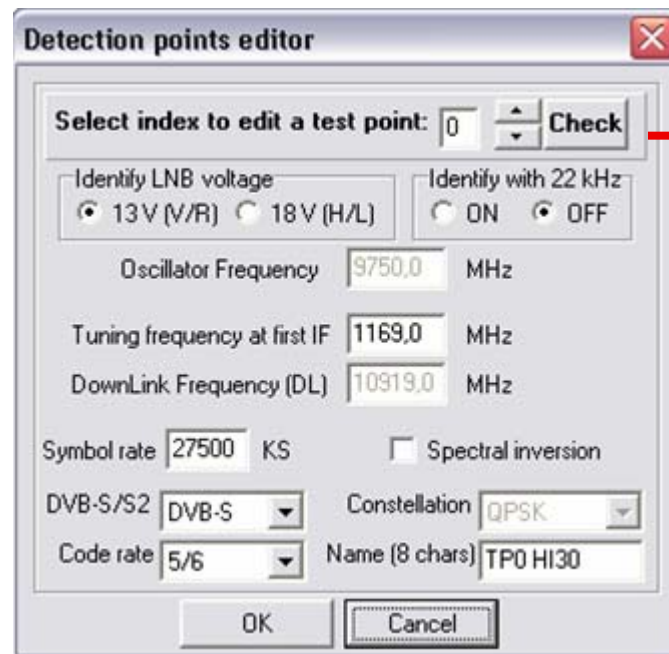 Detection points editor
Select index to edit a test point: 0 Check
Identify LNB voltage Identify with 22 kHz
13 V (V/R) 18 V (H/L) ON OFF
Oscillator Frequency 9750,0 MHz
Tuning frequency at first IF 1169,0 MHz
DownLink Frequency (DL) 10919,0 MHz
Symbol rate 27500 KS Spectral inversion
DVB-S/S2 DVB-S Constellation QPSK
Code rate 5/6 Name (8 chars) TP0 HI30
OK Cancel